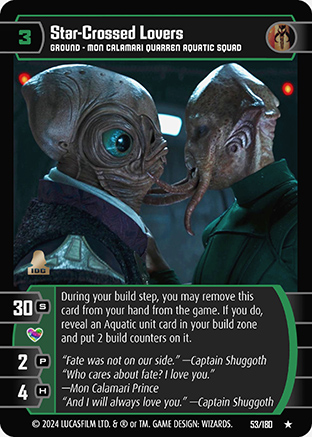 3 Star-Crossed Lovers
GROUND - MON CALAMARI QUARREN AQUATIC SQUAD
IDC
30 S
2 P
4 H
During your build step, you may remove this
card from your hand from the game. If you do,
reveal an Aquatic unit card in your build zone
and put 2 build counters on it.
“Fate was not on our side.” —Captain Shuggoth
“Who cares about fate? I love you.”
—Mon Calamari Prince
“And I will always love you.” —Captain Shuggoth
© 2024 LUCASFILM LTD. & ® or TM. GAME DESIGN: WIZARDS. 53/180 ★